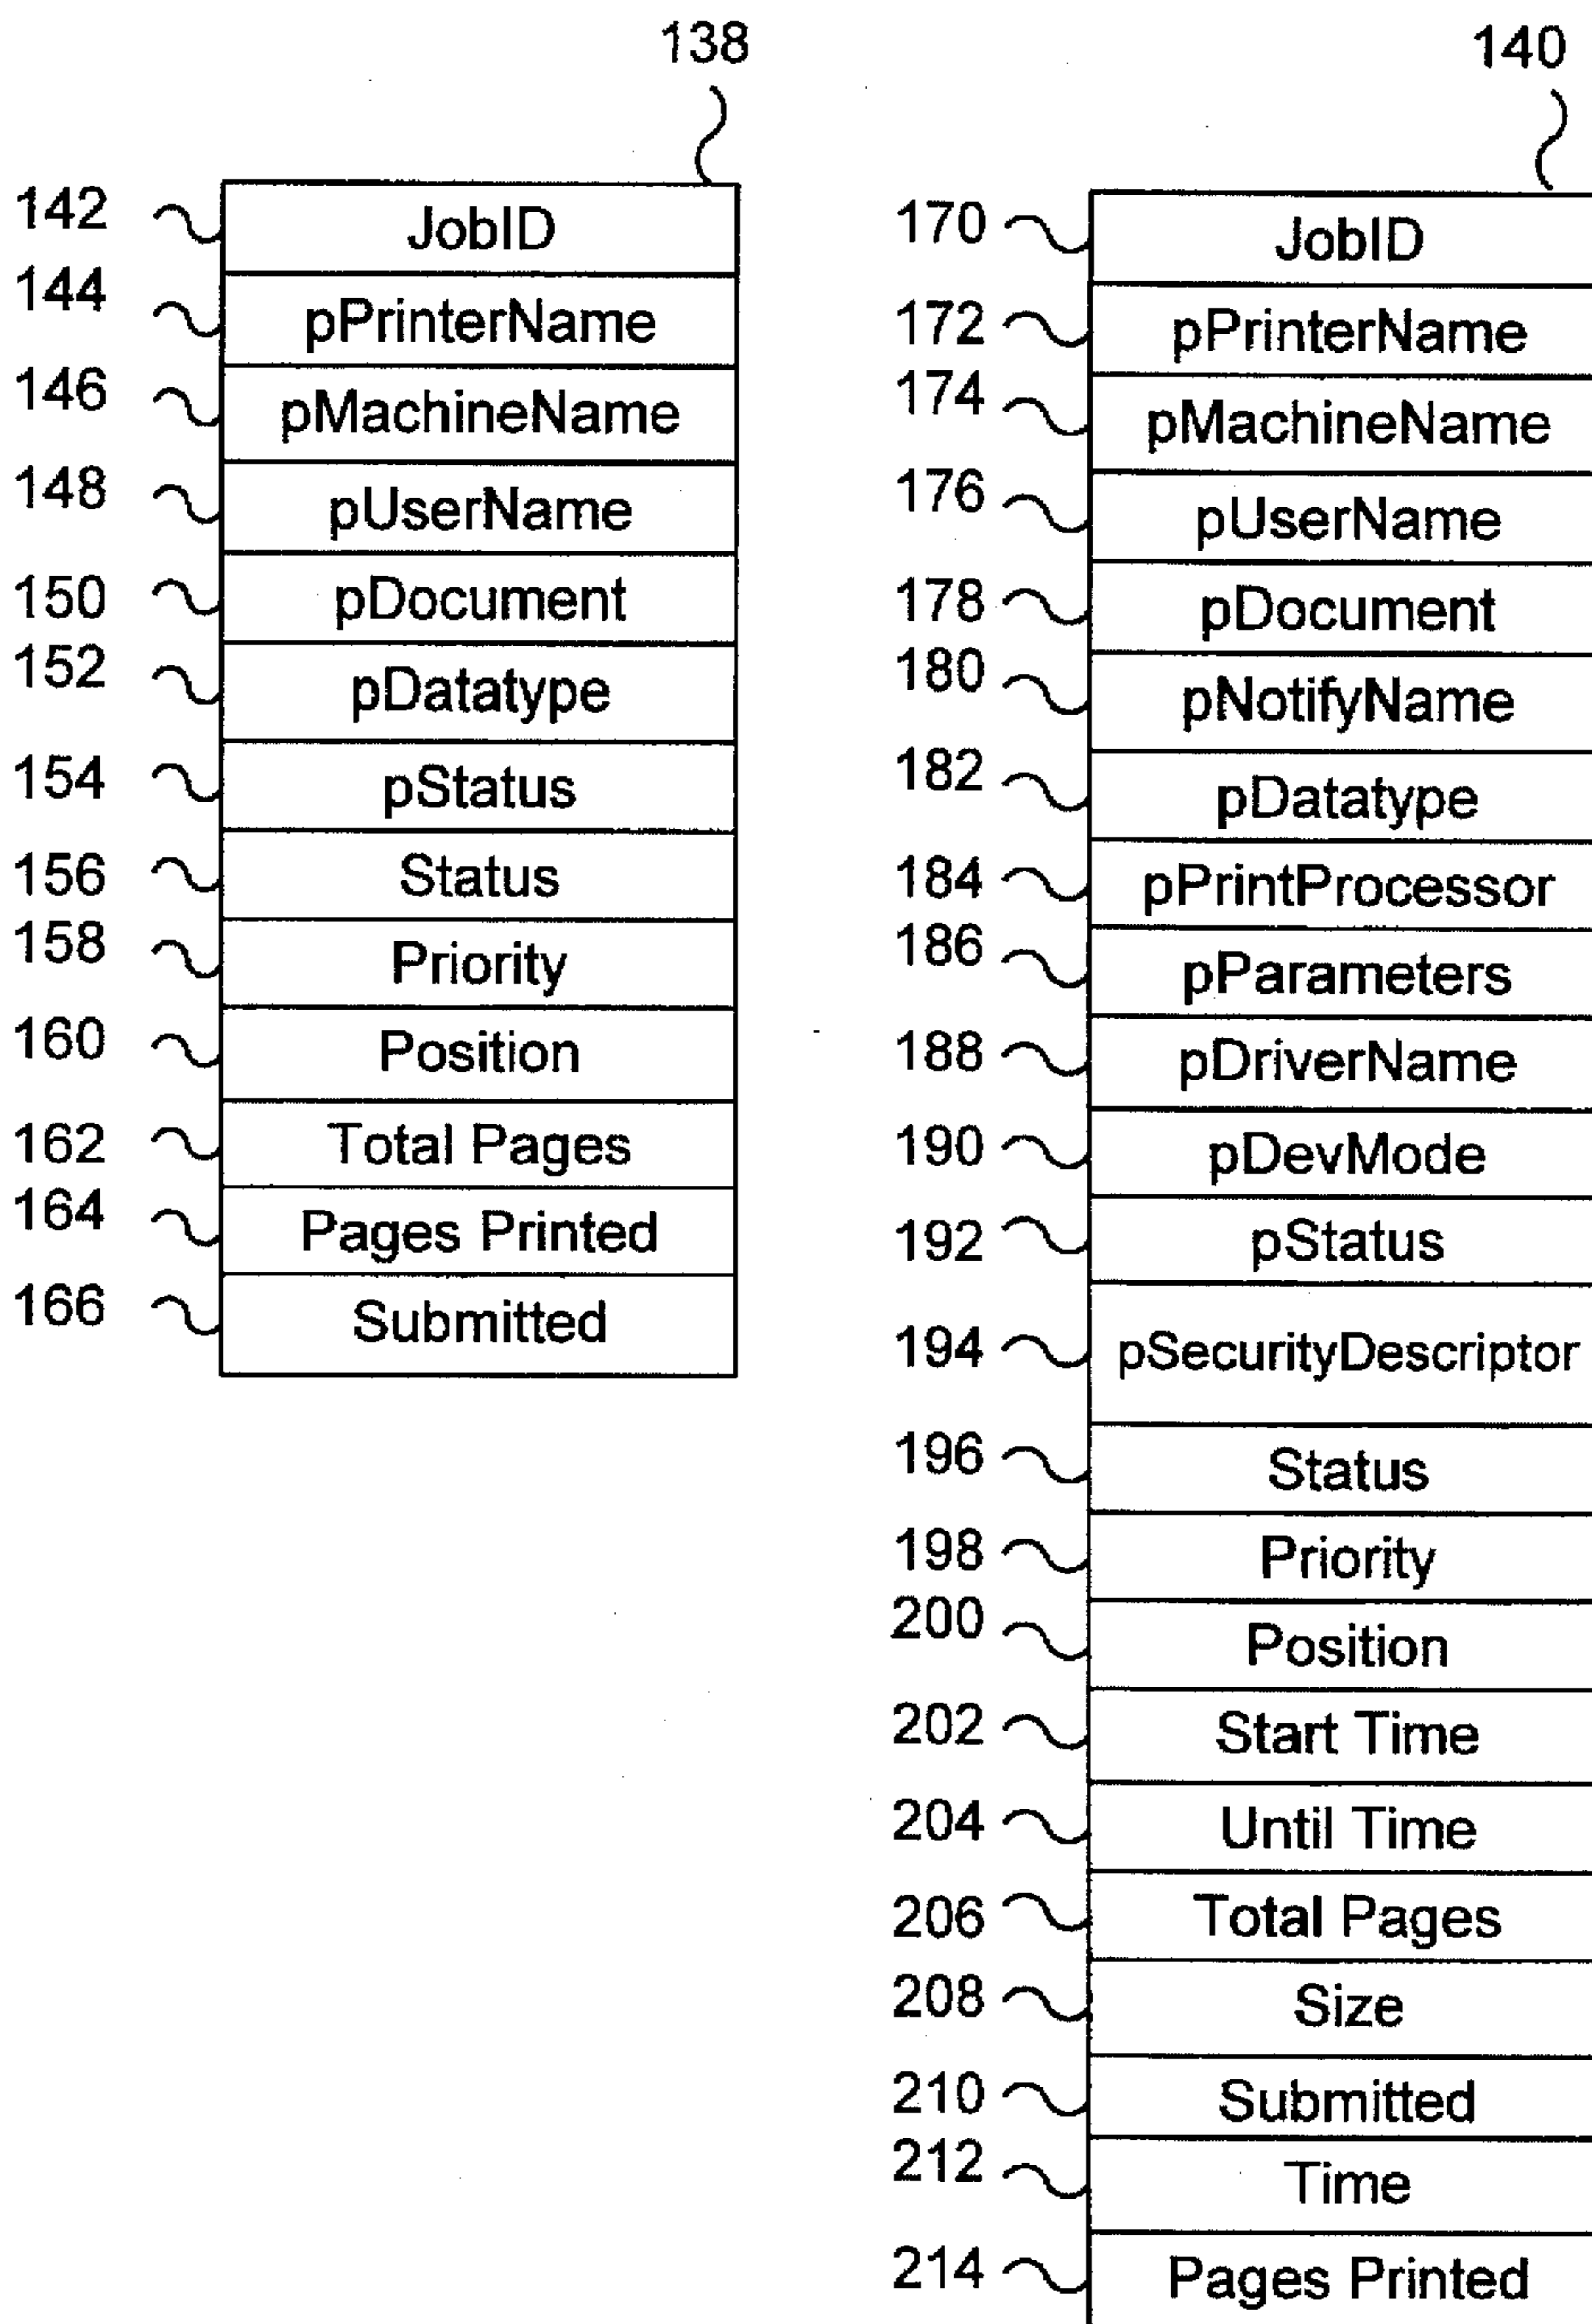 138
142 JobID
144 pPrinterName
146 pMachineName
148 pUserName
150 pDocument
152 pDatatype
154 pStatus
156 Status
158 Priority
160 Position
162 Total Pages
164 Pages Printed
166 Submitted
140
170 JobID
172 pPrinterName
174 pMachineName
176 pUserName
178 pDocument
180 pNotifyName
182 pDatatype
184 pPrintProcessor
186 pParameters
188 pDriverName
190 pDevMode
192 pStatus
194 pSecurityDescriptor
196 Status
198 Priority
200 Position
202 Start Time
204 Until Time
206 Total Pages
208 Size
210 Submitted
212 Time
214 Pages Printed